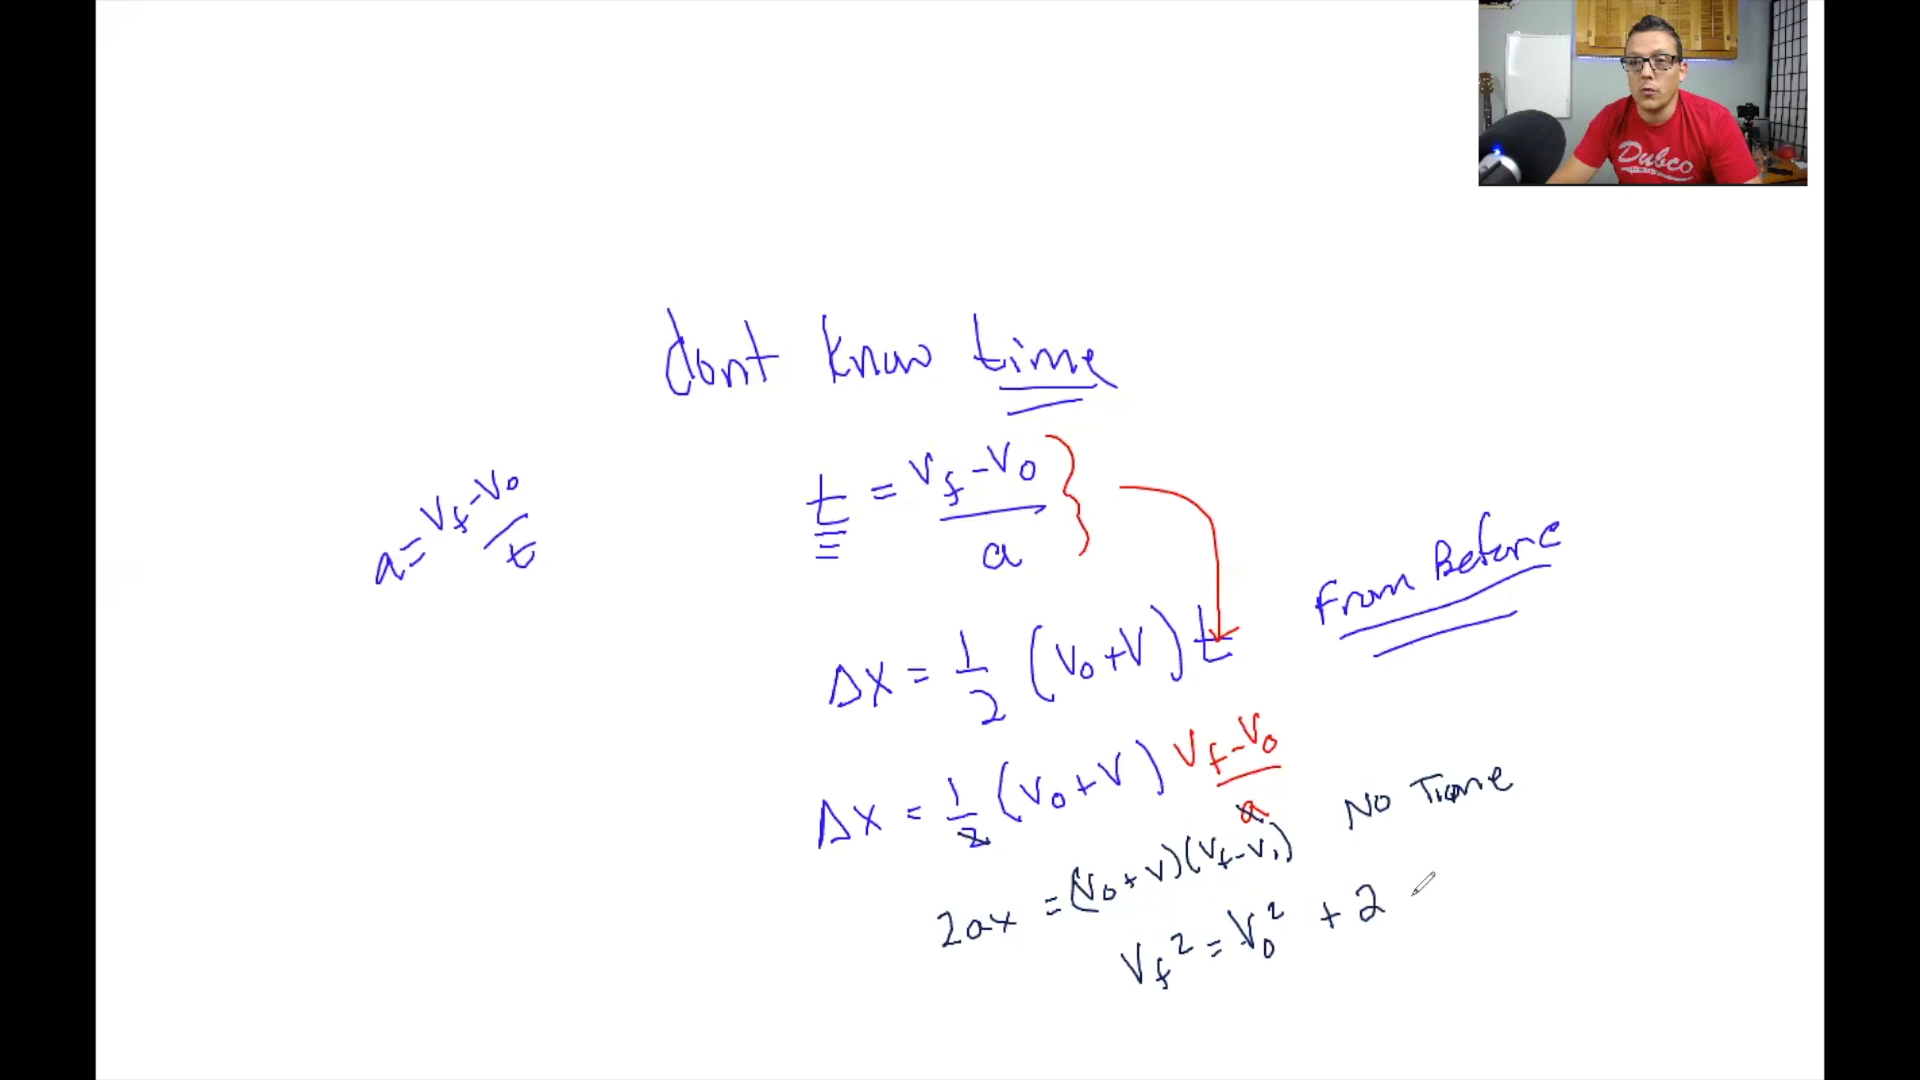 Dubco
dont know time
a = Vf - V0 / t
t = Vf - V0 / a
From Before
Δx = 1/2 (V0 + V) t
Δx = 1/2 (V0 + V) Vf - V0 / a
No Time
2ax = (V0 + V)(Vf - V0)
Vf² = V0² + 2